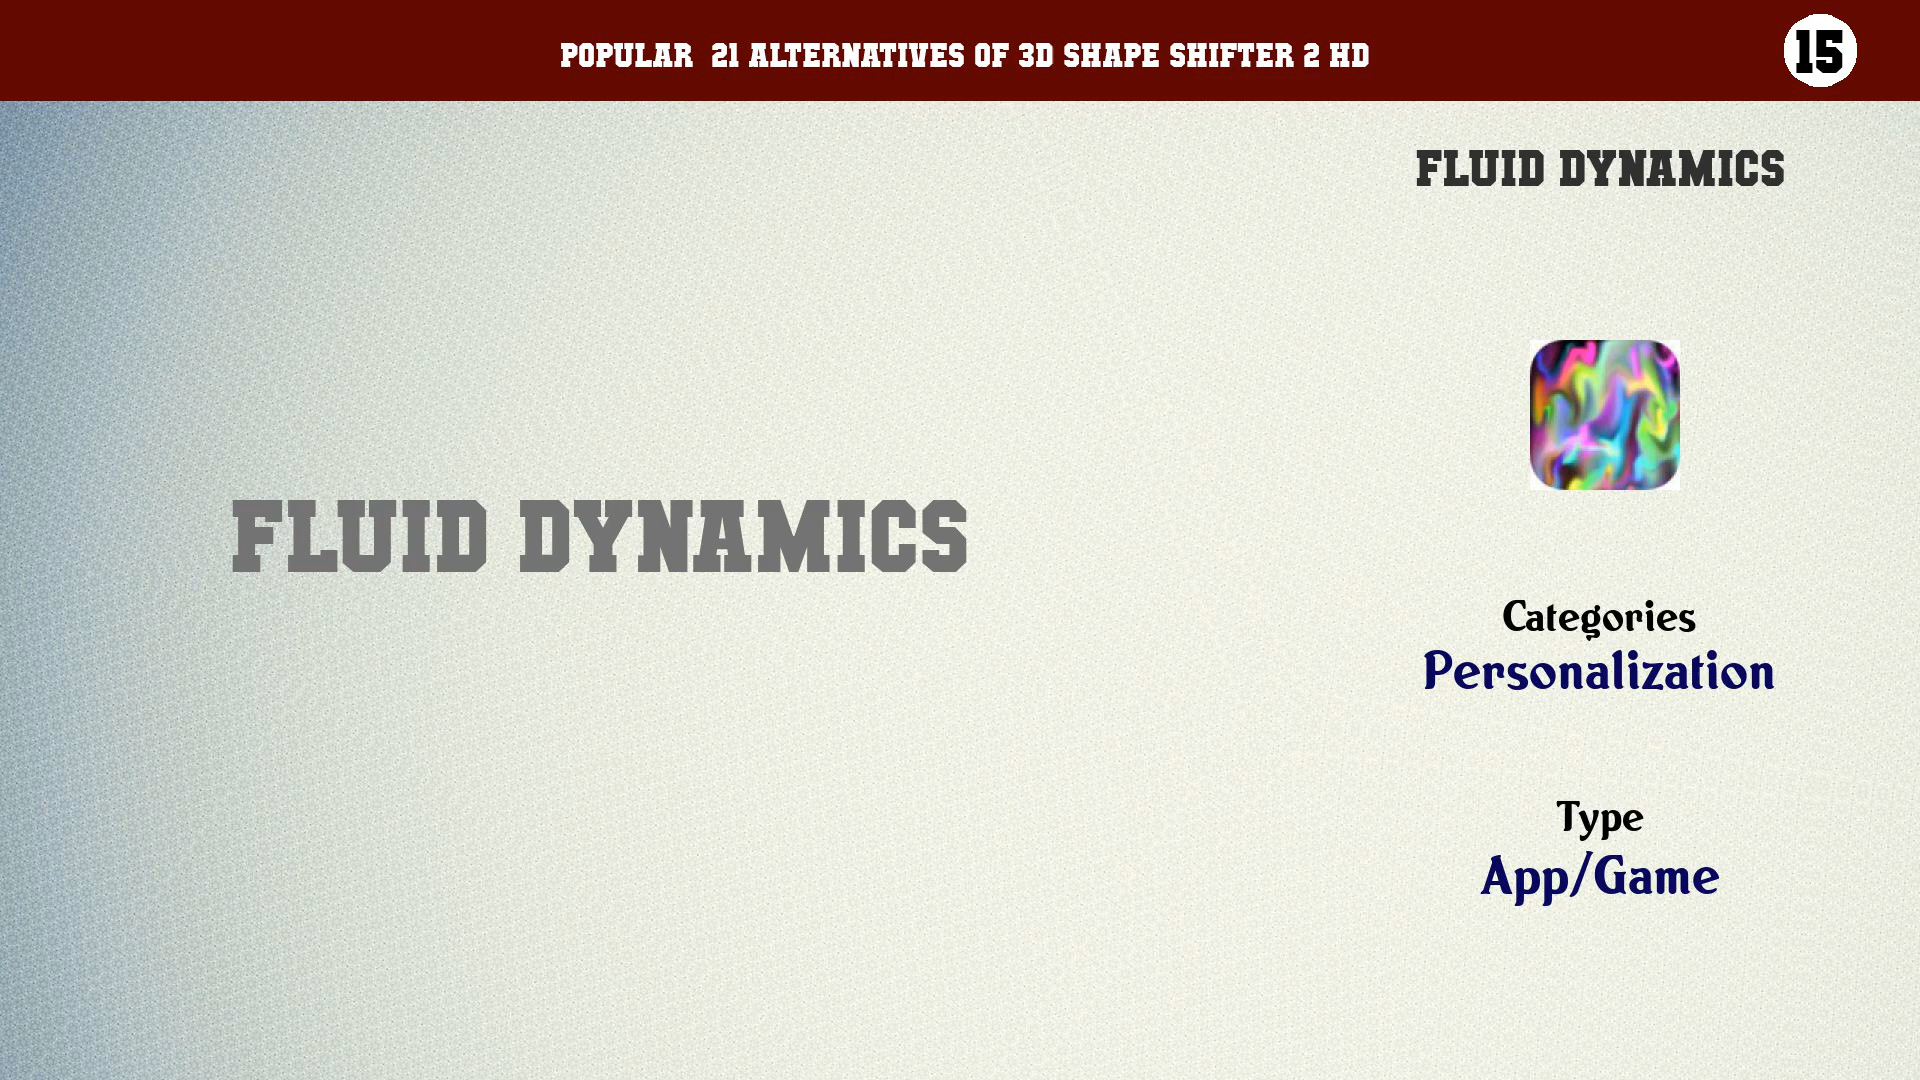 POPULAR 21 ALTERNATIVES OF 3D SHAPE SHIFTER 2 HD
15
FLUID DYNAMICS
FLUID DYNAMICS
Categories
Personalization
Type
App/Game